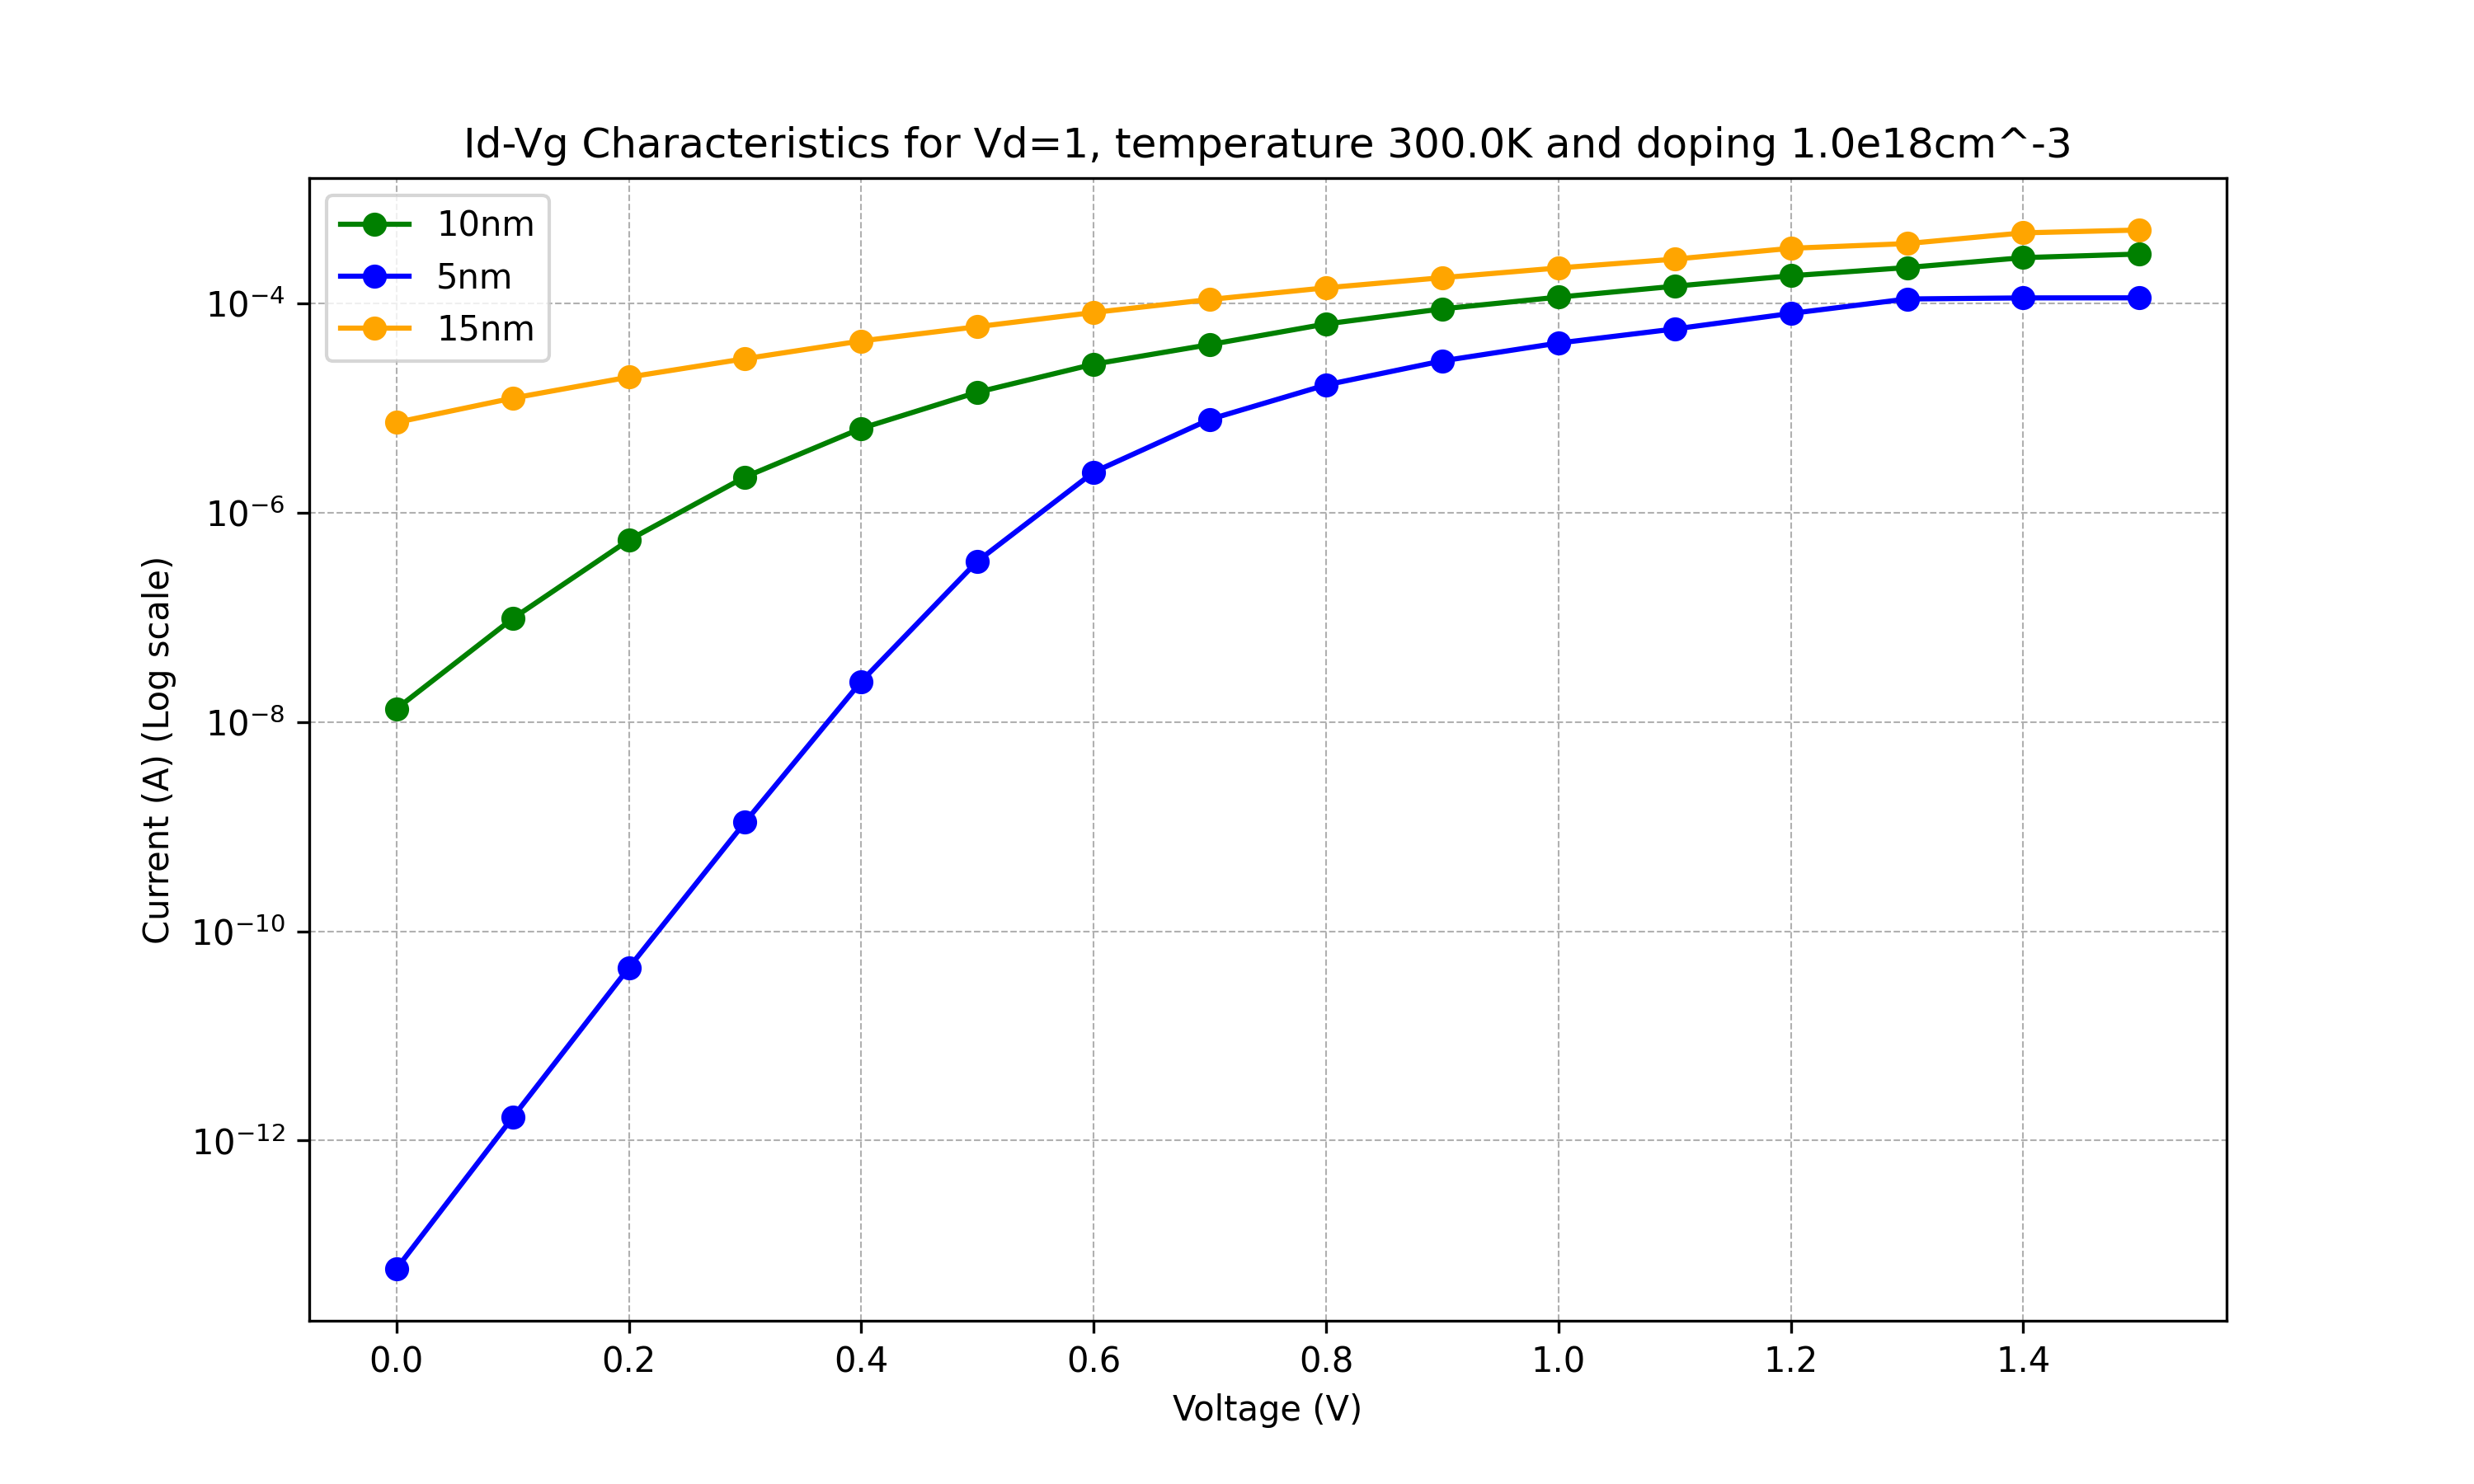 Id-Vg Characteristics for Vd=1, temperature 300.0K and doping 1.0e18cm^-3
10nm
5nm
15nm
Current (A) (Log scale)
10⁻⁴
10⁻⁶
10⁻⁸
10⁻¹⁰
10⁻¹²
0.0 0.2 0.4 0.6 0.8 1.0 1.2 1.4
Voltage (V)